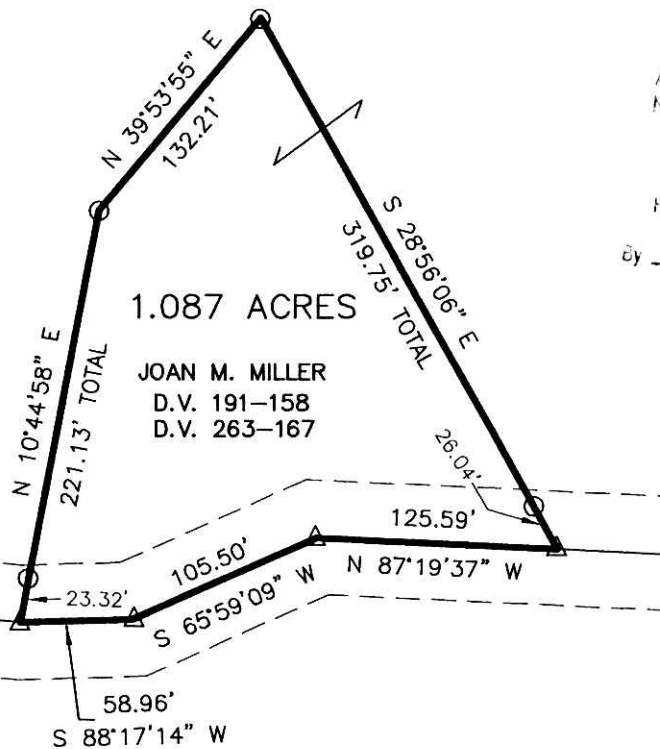 N 39°53'55" E
132.21'
S 28°56'06" E
319.75' TOTAL
By
1.087 ACRES
JOAN M. MILLER
D.V. 191-158
D.V. 263-167
N 10°44'58" E
221.13' TOTAL
26.04'
125.59'
N 87°19'37" W
105.50'
S 65°59'09" W
23.32'
58.96'
S 88°17'14" W